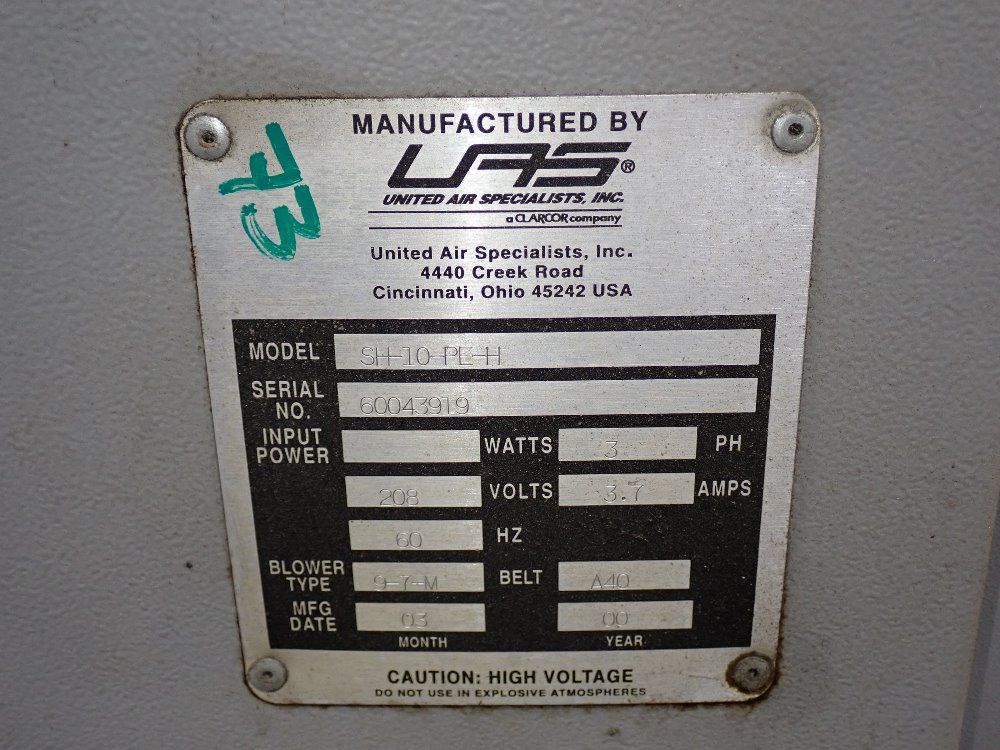 73
MANUFACTURED BY
UAS®
UNITED AIR SPECIALISTS, INC.
a CLARCOR company
United Air Specialists, Inc.
4440 Creek Road
Cincinnati, Ohio 45242 USA
MODEL SH-10-PE-H
SERIAL NO. 60043919
INPUT POWER WATTS 3 PH
208 VOLTS 3.7 AMPS
60 HZ
BLOWER TYPE 9-7-M BELT A40
MFG DATE 03 00
MONTH YEAR
CAUTION: HIGH VOLTAGE
DO NOT USE IN EXPLOSIVE ATMOSPHERES